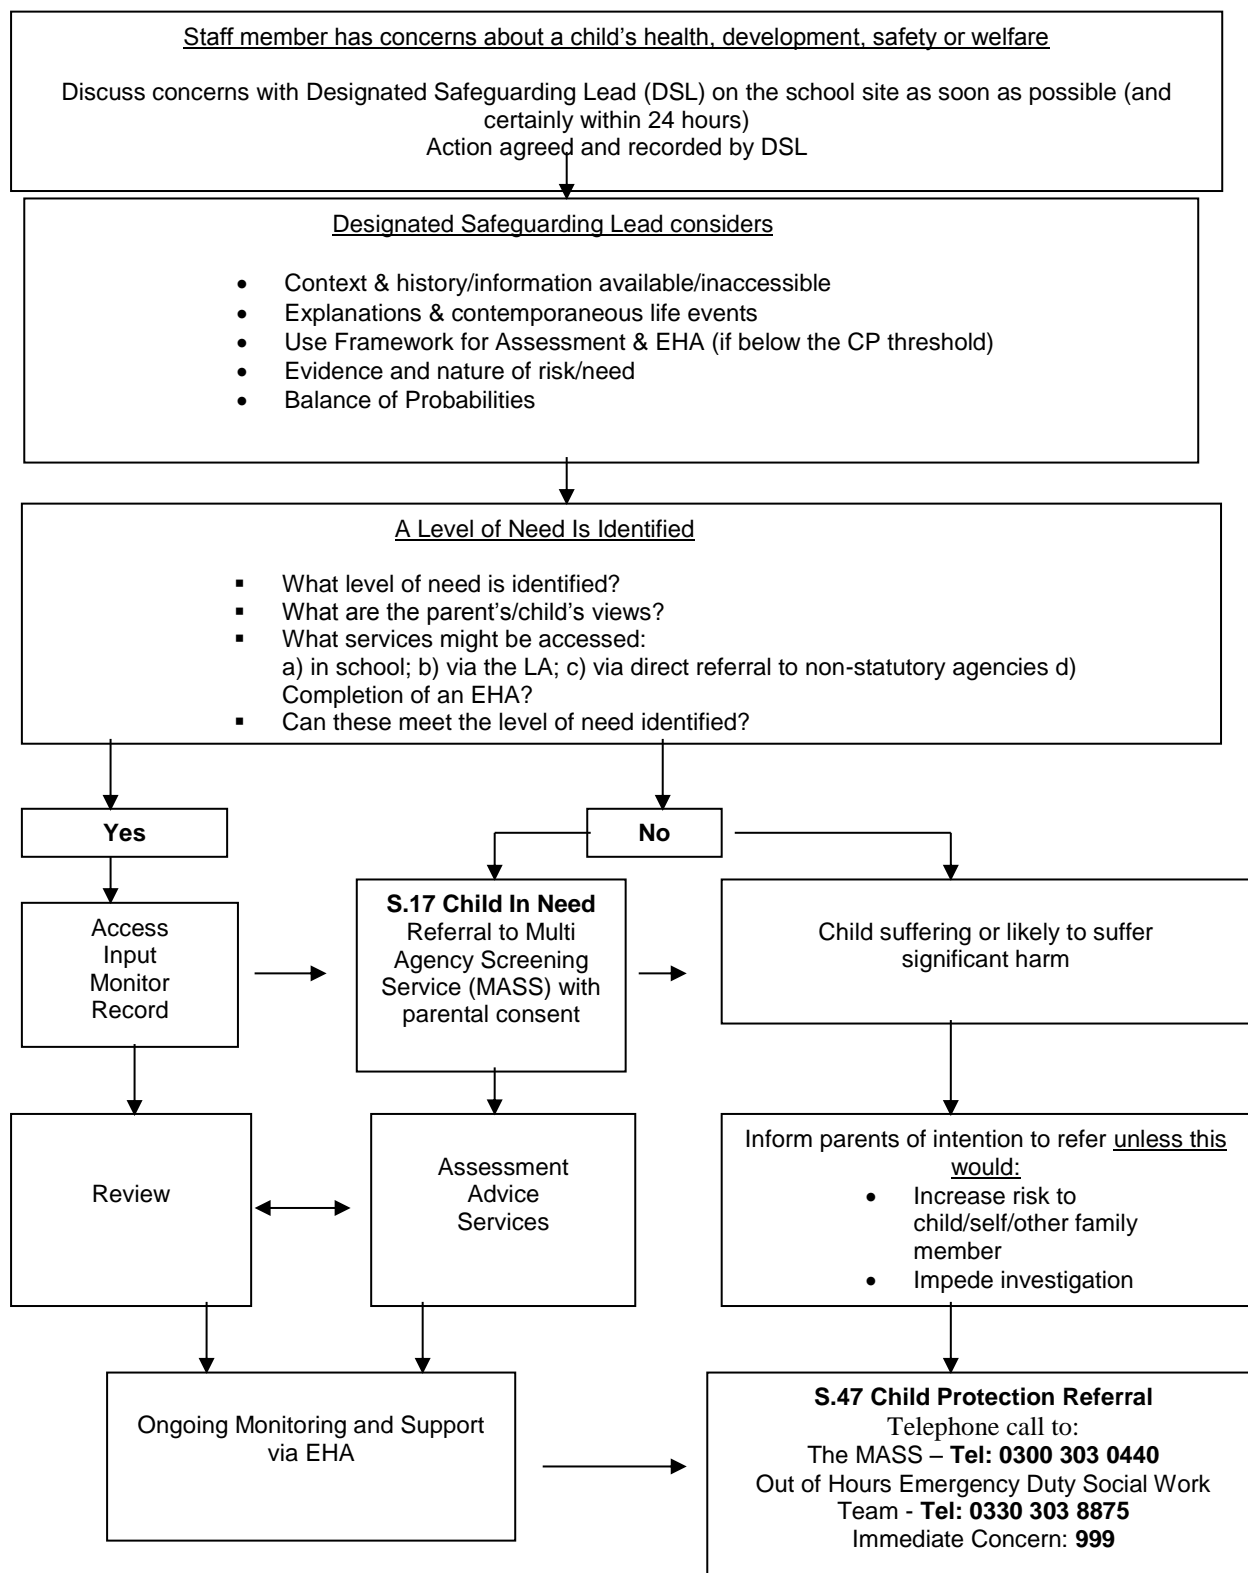 Staff member has concerns about a child’s health, development, safety or welfare
Discuss concerns with Designated Safeguarding Lead (DSL) on the school site as soon as possible (and
certainly within 24 hours)
Action agreed and recorded by DSL
Designated Safeguarding Lead considers
• Context & history/information available/inaccessible
• Explanations & contemporaneous life events
• Use Framework for Assessment & EHA (if below the CP threshold)
• Evidence and nature of risk/need
• Balance of Probabilities
A Level of Need Is Identified
▪ What level of need is identified?
▪ What are the parent’s/child’s views?
▪ What services might be accessed:
a) in school; b) via the LA; c) via direct referral to non-statutory agencies d)
Completion of an EHA?
▪ Can these meet the level of need identified?
Yes
No
Access
Input
Monitor
Record
S.17 Child In Need
Referral to Multi
Agency Screening
Service (MASS) with
parental consent
Child suffering or likely to suffer
significant harm
Review
Assessment
Advice
Services
Inform parents of intention to refer unless this
would:
• Increase risk to
child/self/other family
member
• Impede investigation
Ongoing Monitoring and Support
via EHA
S.47 Child Protection Referral
Telephone call to:
The MASS – Tel: 0300 303 0440
Out of Hours Emergency Duty Social Work
Team - Tel: 0330 303 8875
Immediate Concern: 999